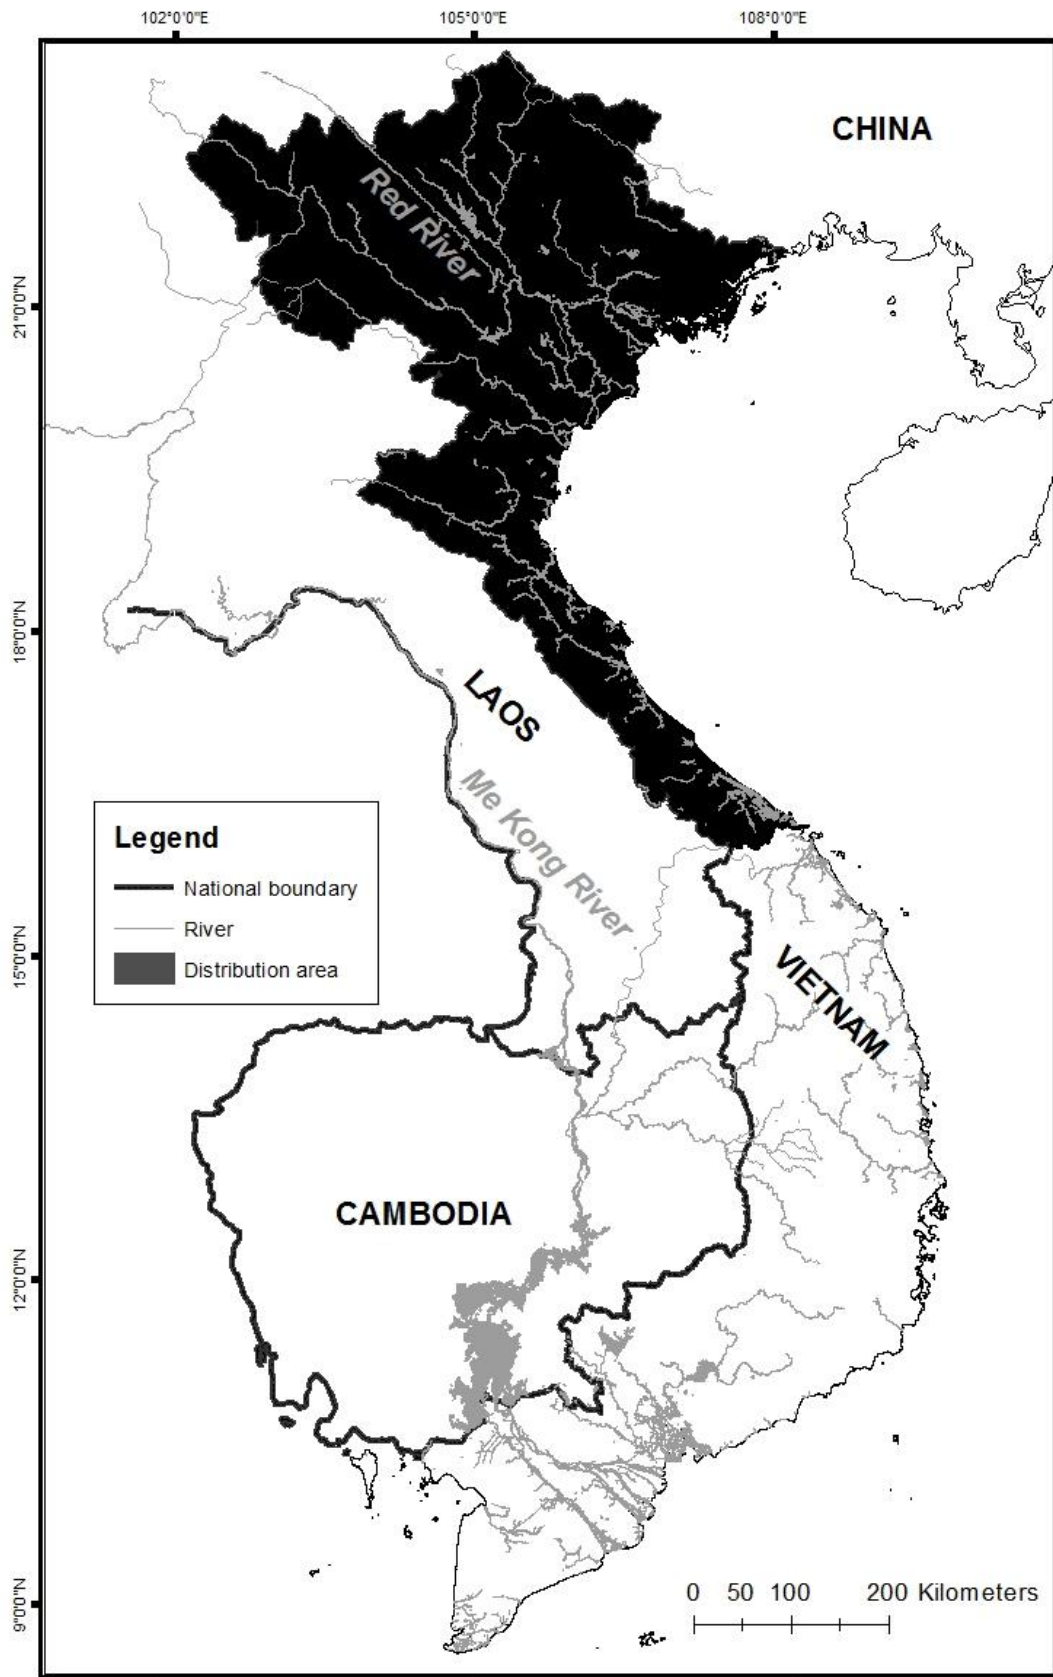 102°0'0"E
105°0'0"E
108°0'0"E
CHINA
Red River
21°0'0"N
18°0'0"N
LAOS
Me Kong River
Legend
National boundary
River
Distribution area
15°0'0"N
VIETNAM
CAMBODIA
12°0'0"N
9°0'0"N
0 50 100 200 Kilometers